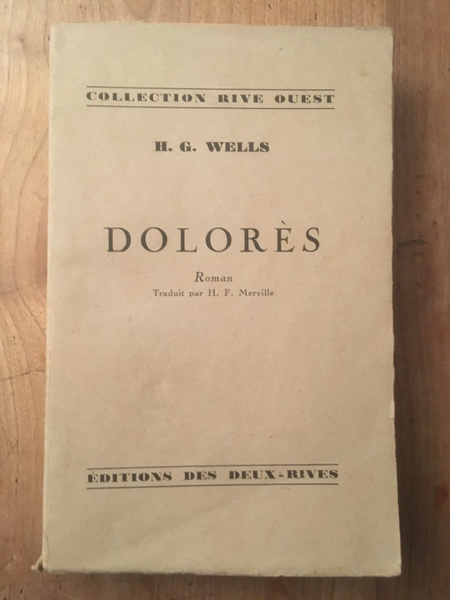 COLLECTION RIVE OUEST
H. G. WELLS
DOLORÈS
Roman
Traduit par H. F. Merville
ÉDITIONS DES DEUX-RIVES